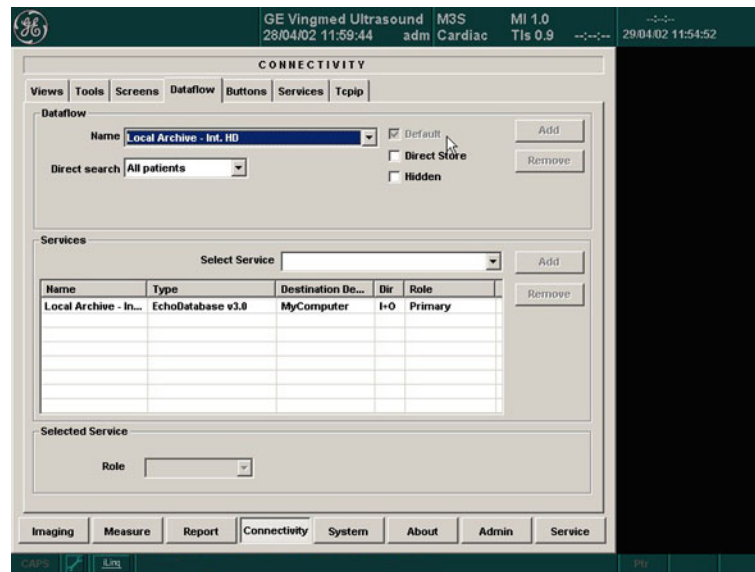 GE Vingmed Ultrasound M3S MI 1.0 --:--:--
28/04/02 11:59:44 adm Cardiac TIs 0.9 --:--:-- 29/04/02 11:54:52
CONNECTIVITY
Views Tools Screens Dataflow Buttons Services Tcpip
Dataflow
Name Local Archive - Int. HD Default Add
Direct search All patients Direct Store Remove
Hidden
Services
Select Service Add
Name Type Destination De... Dir Role Remove
Local Archive - In... EchoDatabase v3.0 MyComputer I+O Primary
Selected Service
Role
Imaging Measure Report Connectivity System About Admin Service
CAPS iLinq Ptr